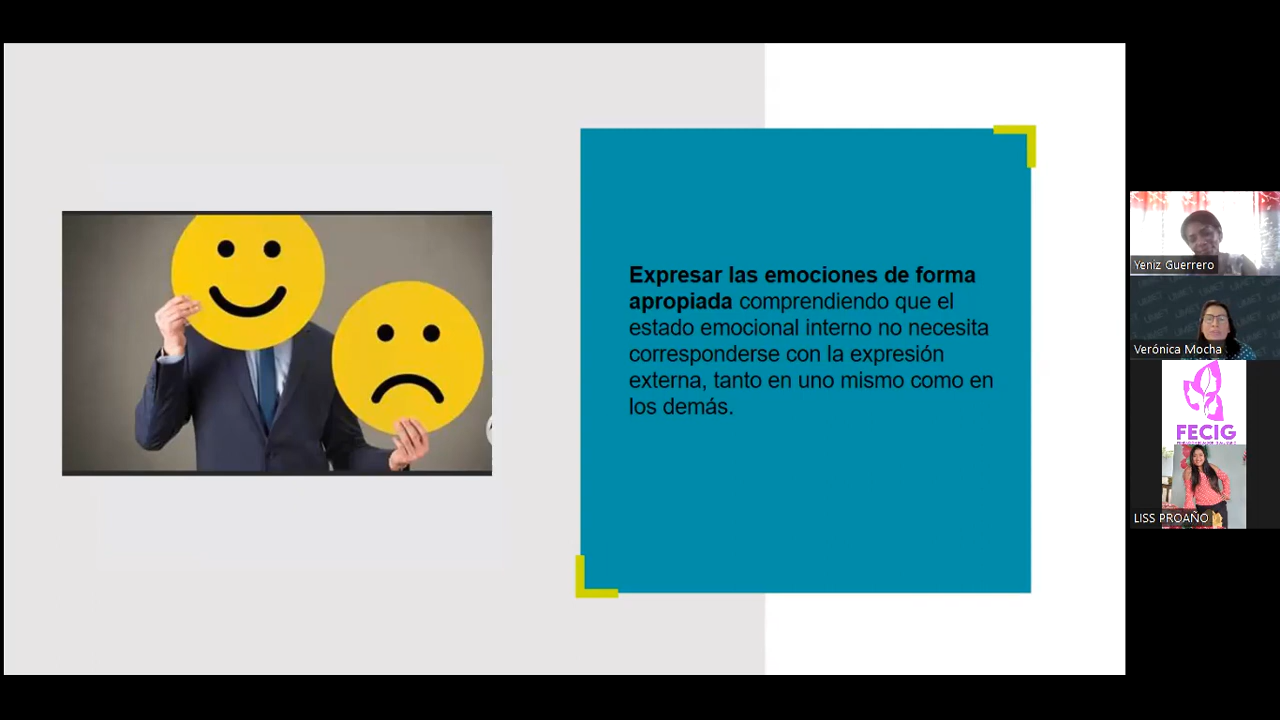 Expresar las emociones de forma
apropiada comprendiendo que el
estado emocional interno no necesita
corresponderse con la expresión
externa, tanto en uno mismo como en
los demás.
Yeniz Guerrero
Verónica Mocha
FECIG
LISS PROAÑO